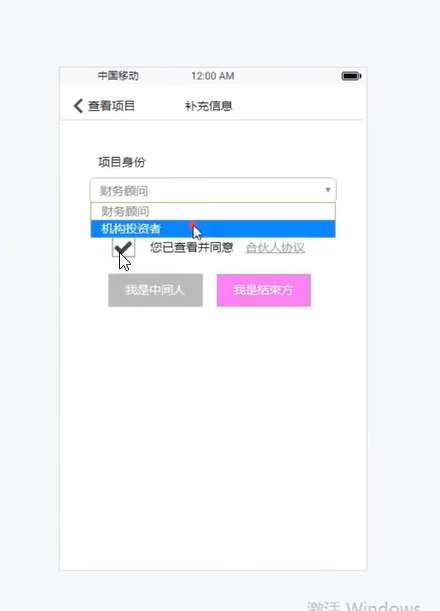 中国移动 12:00 AM
查看项目 补充信息
项目身份
财务顾问
财务顾问
机构投资者
您已查看并同意 合伙人协议
我是中间人 我是结束方
激活 Windows